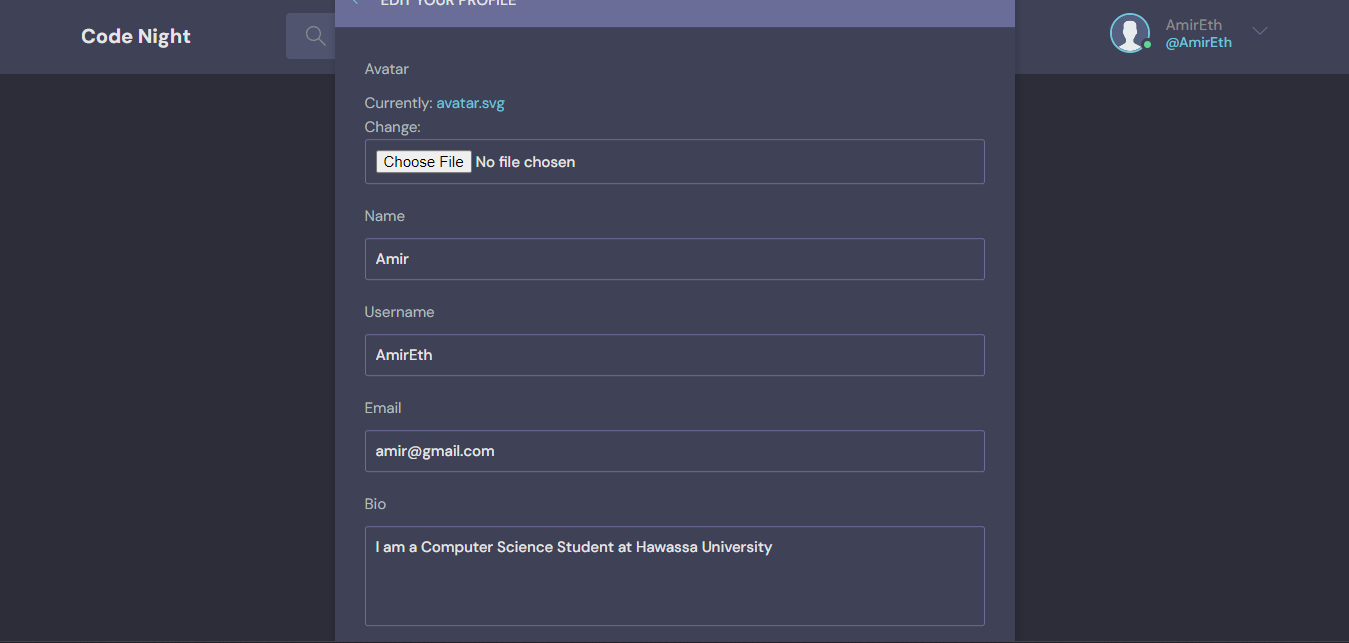 EDIT YOUR PROFILE
Code Night
AmirEth
@AmirEth
Avatar
Currently: avatar.svg
Change:
Choose File No file chosen
Name
Amir
Username
AmirEth
Email
amir@gmail.com
Bio
I am a Computer Science Student at Hawassa University